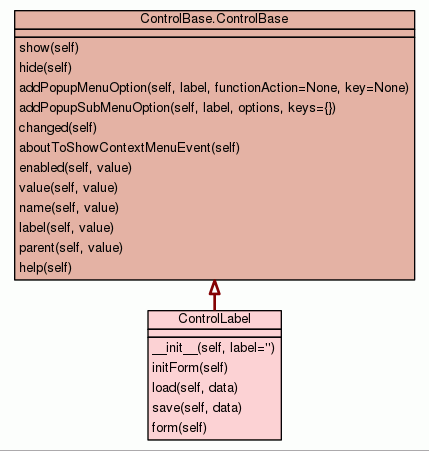 ControlBase.ControlBase
show(self)
hide(self)
addPopupMenuOption(self, label, functionAction=None, key=None)
addPopupSubMenuOption(self, label, options, keys={})
changed(self)
aboutToShowContextMenuEvent(self)
enabled(self, value)
value(self, value)
name(self, value)
label(self, value)
parent(self, value)
help(self)
ControlLabel
__init__(self, label='')
initForm(self)
load(self, data)
save(self, data)
form(self)